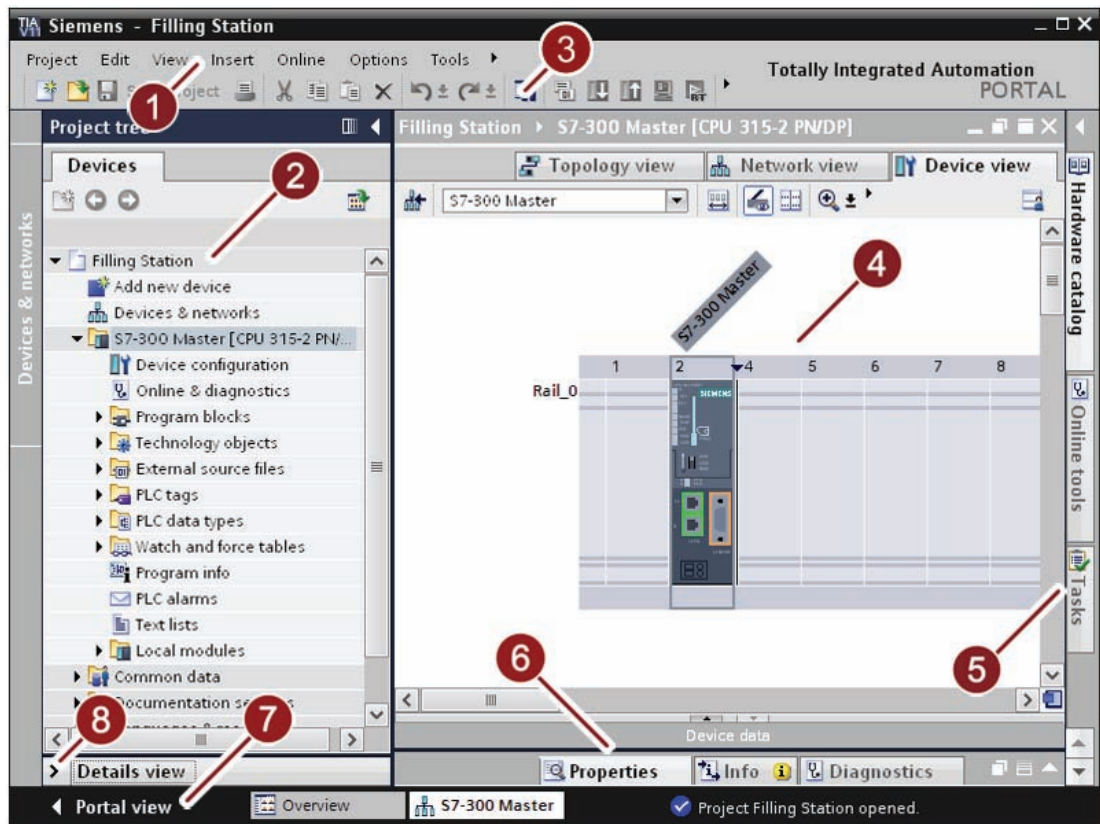 TIA V11 Siemens - Filling Station
Project Edit View Insert Online Options Tools
Totally Integrated Automation
PORTAL
1
3
Project tree
Filling Station S7-300 Master [CPU 315-2 PN/DP]
Devices
Topology view Network view Device view
2
S7-300 Master
Devices & networks
Filling Station
Add new device
Devices & networks
S7-300 Master [CPU 315-2 PN/...
Device configuration
Online & diagnostics
Program blocks
Technology objects
External source files
PLC tags
PLC data types
Watch and force tables
Program info
PLC alarms
Text lists
Local modules
Common data
S7-300 Master
4
1 2 4 5 6 7 8
Rail_0
SIEMENS
Hardware catalog
Online tools
Tasks
5
6
7
8
Device data
Details view
Properties Info Diagnostics
Portal view Overview S7-300 Master Project Filling Station opened.